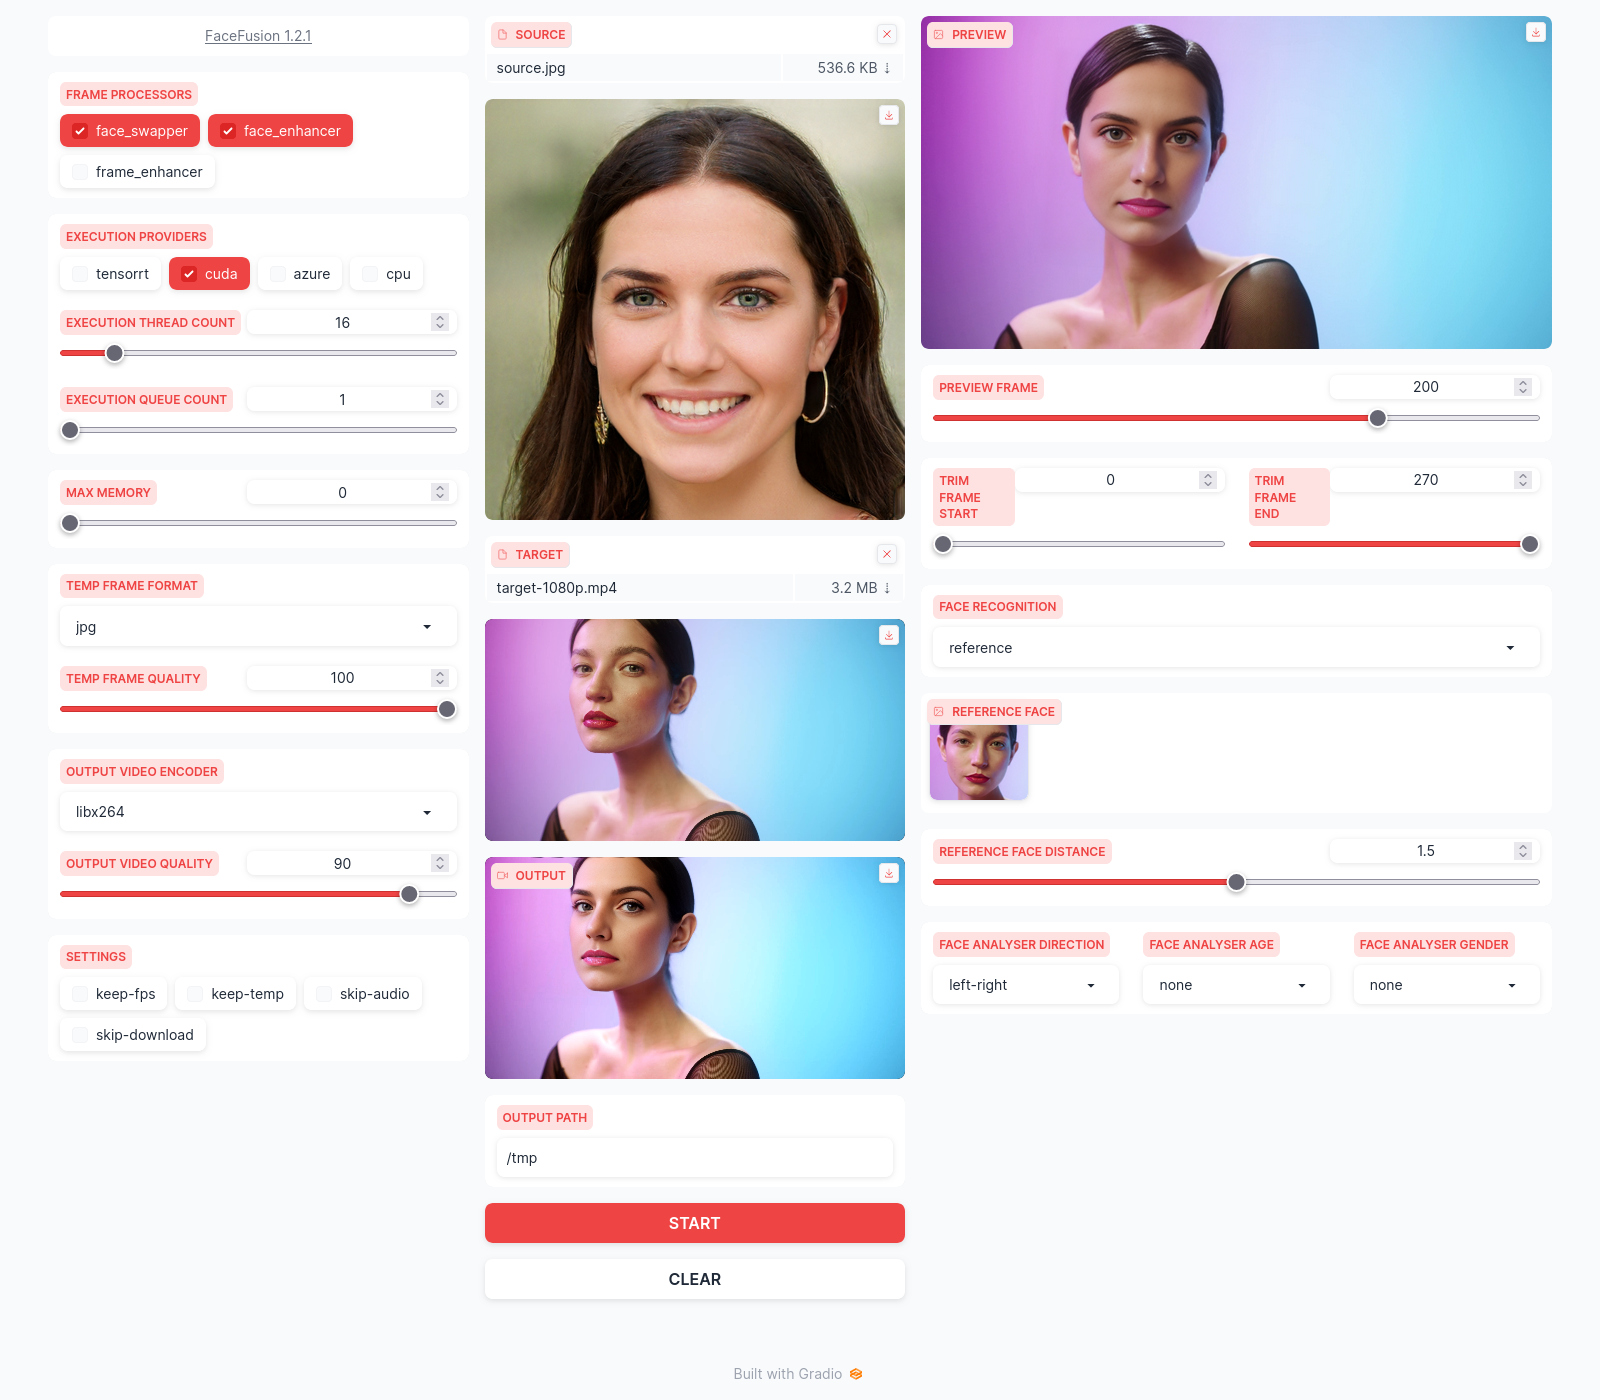 FaceFusion 1.2.1
FRAME PROCESSORS
face_swapper
face_enhancer
frame_enhancer
EXECUTION PROVIDERS
tensorrt
cuda
azure
cpu
EXECUTION THREAD COUNT
16
EXECUTION QUEUE COUNT
1
MAX MEMORY
0
TEMP FRAME FORMAT
jpg
TEMP FRAME QUALITY
100
OUTPUT VIDEO ENCODER
libx264
OUTPUT VIDEO QUALITY
90
SETTINGS
keep-fps
keep-temp
skip-audio
skip-download
SOURCE
source.jpg
536.6 KB ⇣
TARGET
target-1080p.mp4
3.2 MB ⇣
OUTPUT
OUTPUT PATH
/tmp
START
CLEAR
PREVIEW
PREVIEW FRAME
200
TRIM
FRAME
START
0
TRIM
FRAME
END
270
FACE RECOGNITION
reference
REFERENCE FACE
REFERENCE FACE DISTANCE
1.5
FACE ANALYSER DIRECTION
left-right
FACE ANALYSER AGE
none
FACE ANALYSER GENDER
none
Built with Gradio